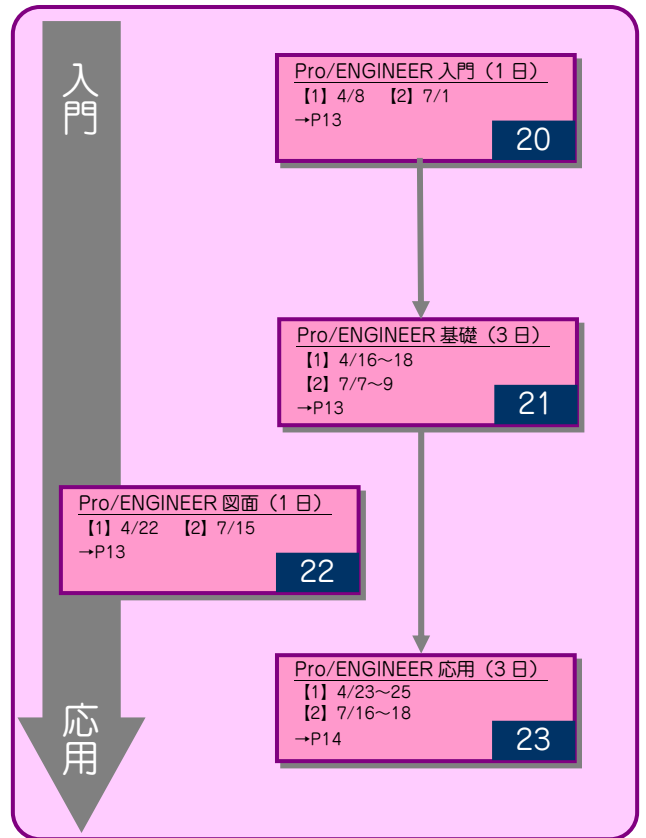 入門
Pro/ENGINEER 入門（1 日）
【1】4/8　【2】7/1
→P13
20
Pro/ENGINEER 基礎（3 日）
【1】4/16～18
【2】7/7～9
→P13
21
Pro/ENGINEER 図面（1 日）
【1】4/22　【2】7/15
→P13
22
Pro/ENGINEER 応用（3 日）
【1】4/23～25
【2】7/16～18
→P14
23
応用